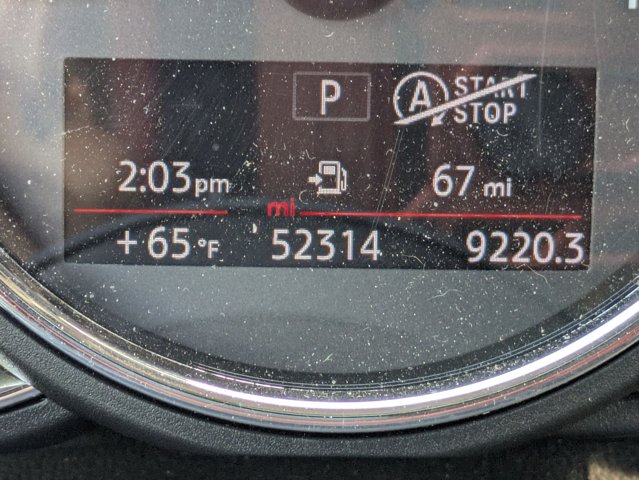 P
A START
STOP
2:03pm 67 mi
mi
+65°F 52314 9220.3